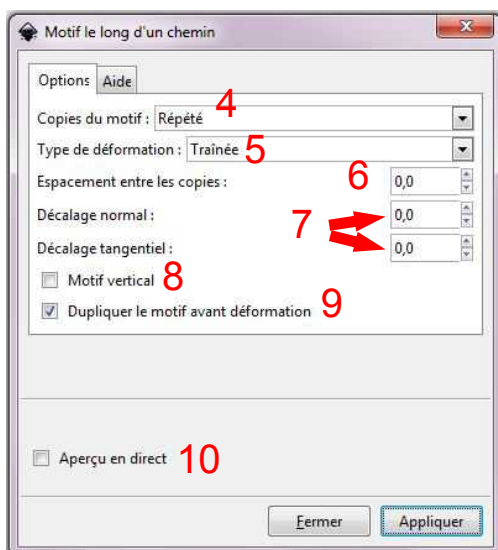 Motif le long d'un chemin
Options Aide
Copies du motif : Répété 4
Type de déformation : Traînée 5
Espacement entre les copies : 6 0,0
Décalage normal : 7 0,0
Décalage tangentiel : 0,0
Motif vertical 8
Dupliquer le motif avant déformation 9
Aperçu en direct 10
Fermer Appliquer